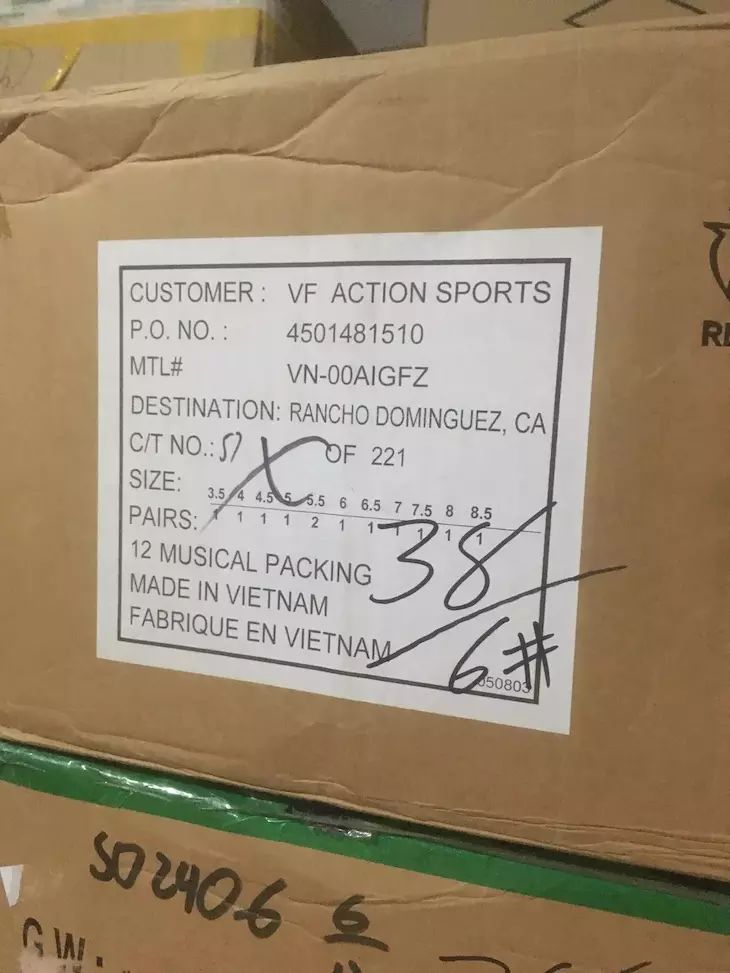 CUSTOMER : VF ACTION SPORTS
P.O. NO. : 4501481510
MTL# VN-00AIGFZ
DESTINATION: RANCHO DOMINGUEZ, CA
C/T NO.: 57 OF 221
SIZE: 3.5 4 4.5 5 5.5 6 6.5 7 7.5 8 8.5
PAIRS: 1 1 1 1 2 1 1 1 1 1 1
12 MUSICAL PACKING
38
MADE IN VIETNAM
FABRIQUE EN VIETNAM
6#
050803
SO2406 6
G.W.: